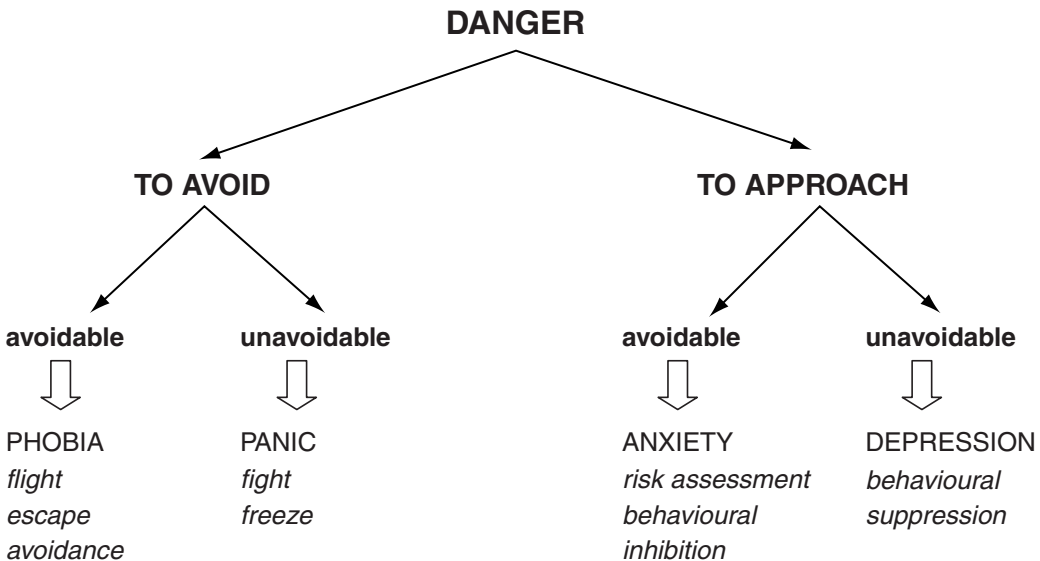 DANGER
TO AVOID
TO APPROACH
avoidable
unavoidable
avoidable
unavoidable
PHOBIA
flight
escape
avoidance
PANIC
fight
freeze
ANXIETY
risk assessment
behavioural
inhibition
DEPRESSION
behavioural
suppression